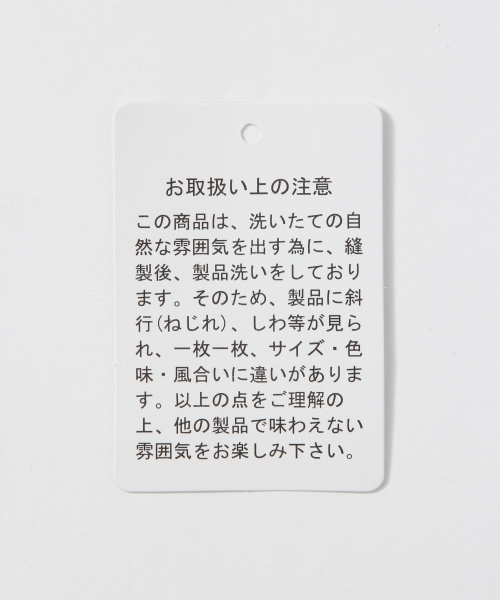 お取扱い上の注意
この商品は、洗いたての自
然な雰囲気を出す為に、縫
製後、製品洗いをしており
ます。そのため、製品に斜
行(ねじれ)、しわ等が見ら
れ、一枚一枚、サイズ・色
味・風合いに違いがありま
す。以上の点をご理解の
上、他の製品で味わえない
雰囲気をお楽しみ下さい。